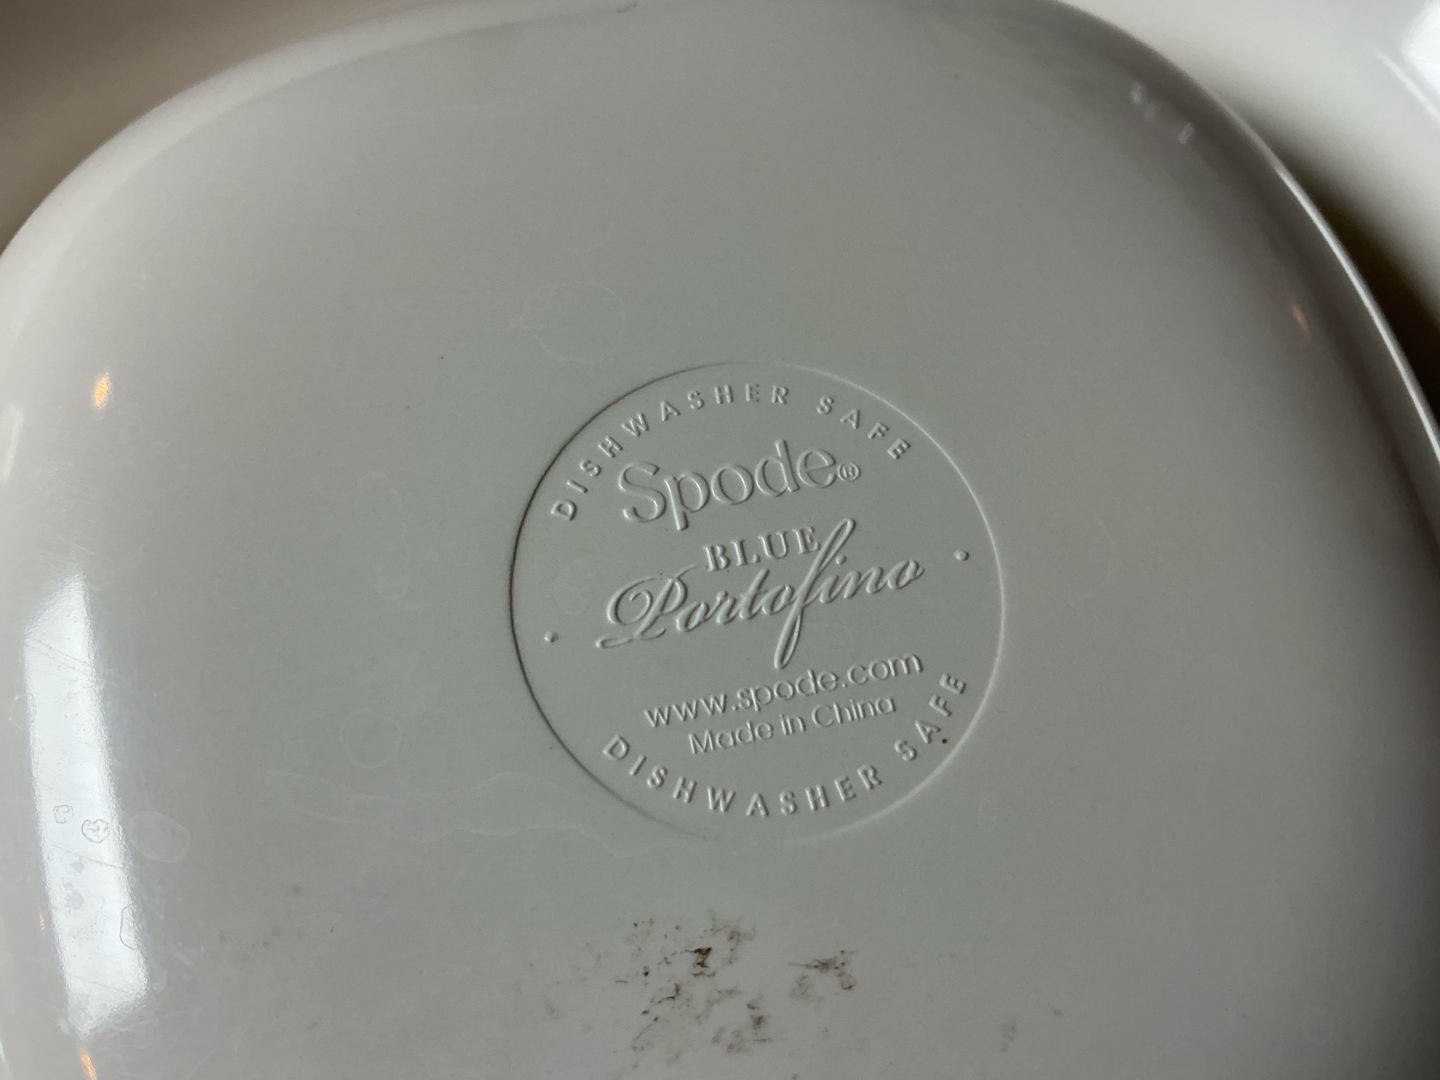 DISHWASHER SAFE
Spode®
BLUE
Portofino
www.spode.com
Made in China
DISHWASHER SAFE